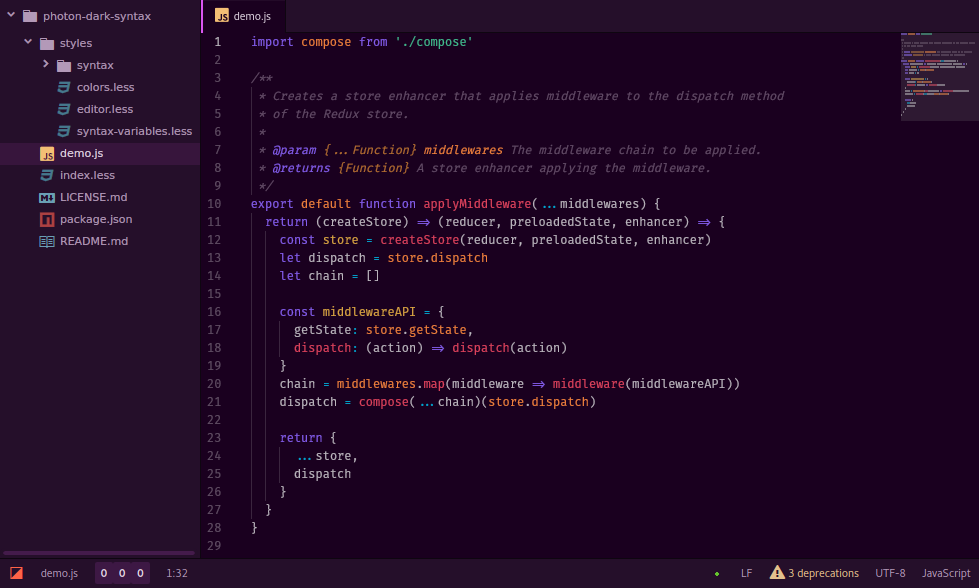 photon-dark-syntax
styles
syntax
colors.less
editor.less
syntax-variables.less
demo.js
index.less
LICENSE.md
package.json
README.md
JS demo.js
1 import compose from './compose'
2
3 /**
4  * Creates a store enhancer that applies middleware to the dispatch method
5  * of the Redux store.
6  *
7  * @param {...Function} middlewares The middleware chain to be applied.
8  * @returns {Function} A store enhancer applying the middleware.
9  */
10 export default function applyMiddleware(...middlewares) {
11   return (createStore) => (reducer, preloadedState, enhancer) => {
12     const store = createStore(reducer, preloadedState, enhancer)
13     let dispatch = store.dispatch
14     let chain = []
15
16     const middlewareAPI = {
17       getState: store.getState,
18       dispatch: (action) => dispatch(action)
19     }
20     chain = middlewares.map(middleware => middleware(middlewareAPI))
21     dispatch = compose(...chain)(store.dispatch)
22
23     return {
24       ...store,
25       dispatch
26     }
27   }
28 }
29
demo.js 0 0 0 1:32 LF 3 deprecations UTF-8 JavaScript